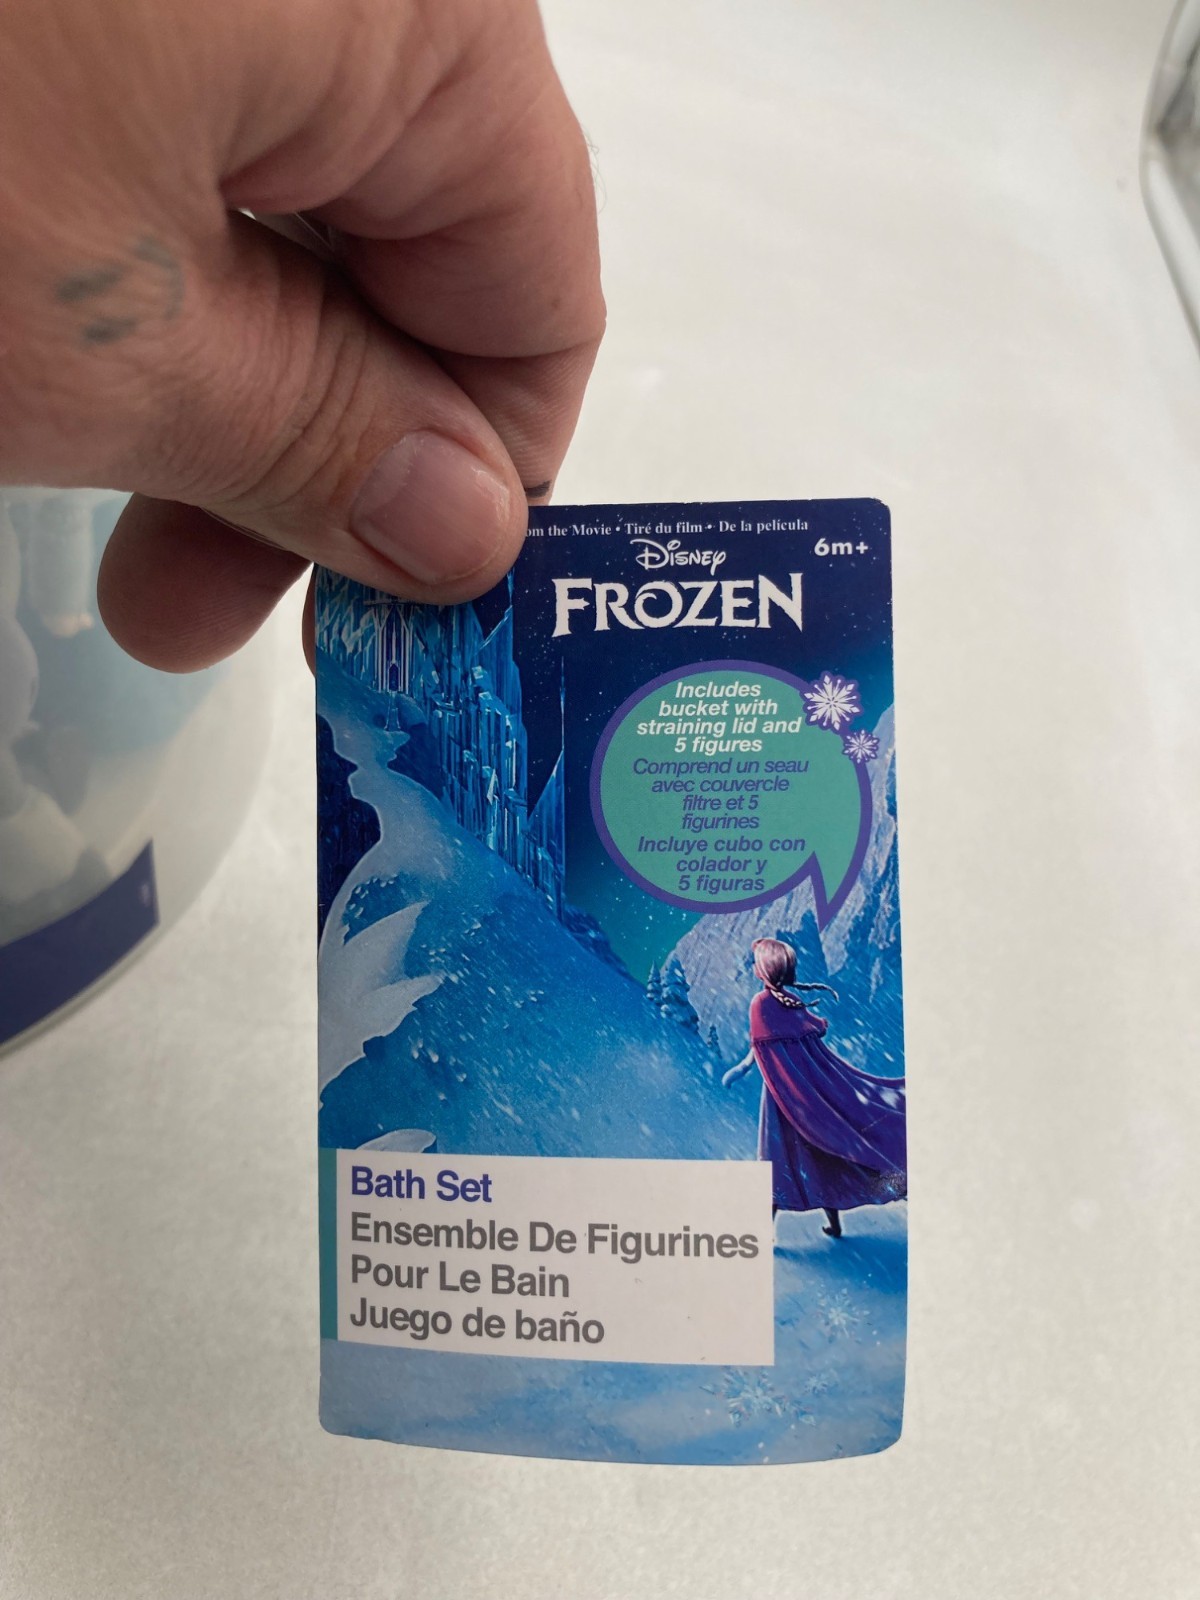 om the Movie • Tiré du film • De la película
Disney
FROZEN
6m+
Includes
bucket with
straining lid and
5 figures
Comprend un seau
avec couvercle
filtre et 5
figurines
Incluye cubo con
colador y
5 figuras
Bath Set
Ensemble De Figurines
Pour Le Bain
Juego de baño